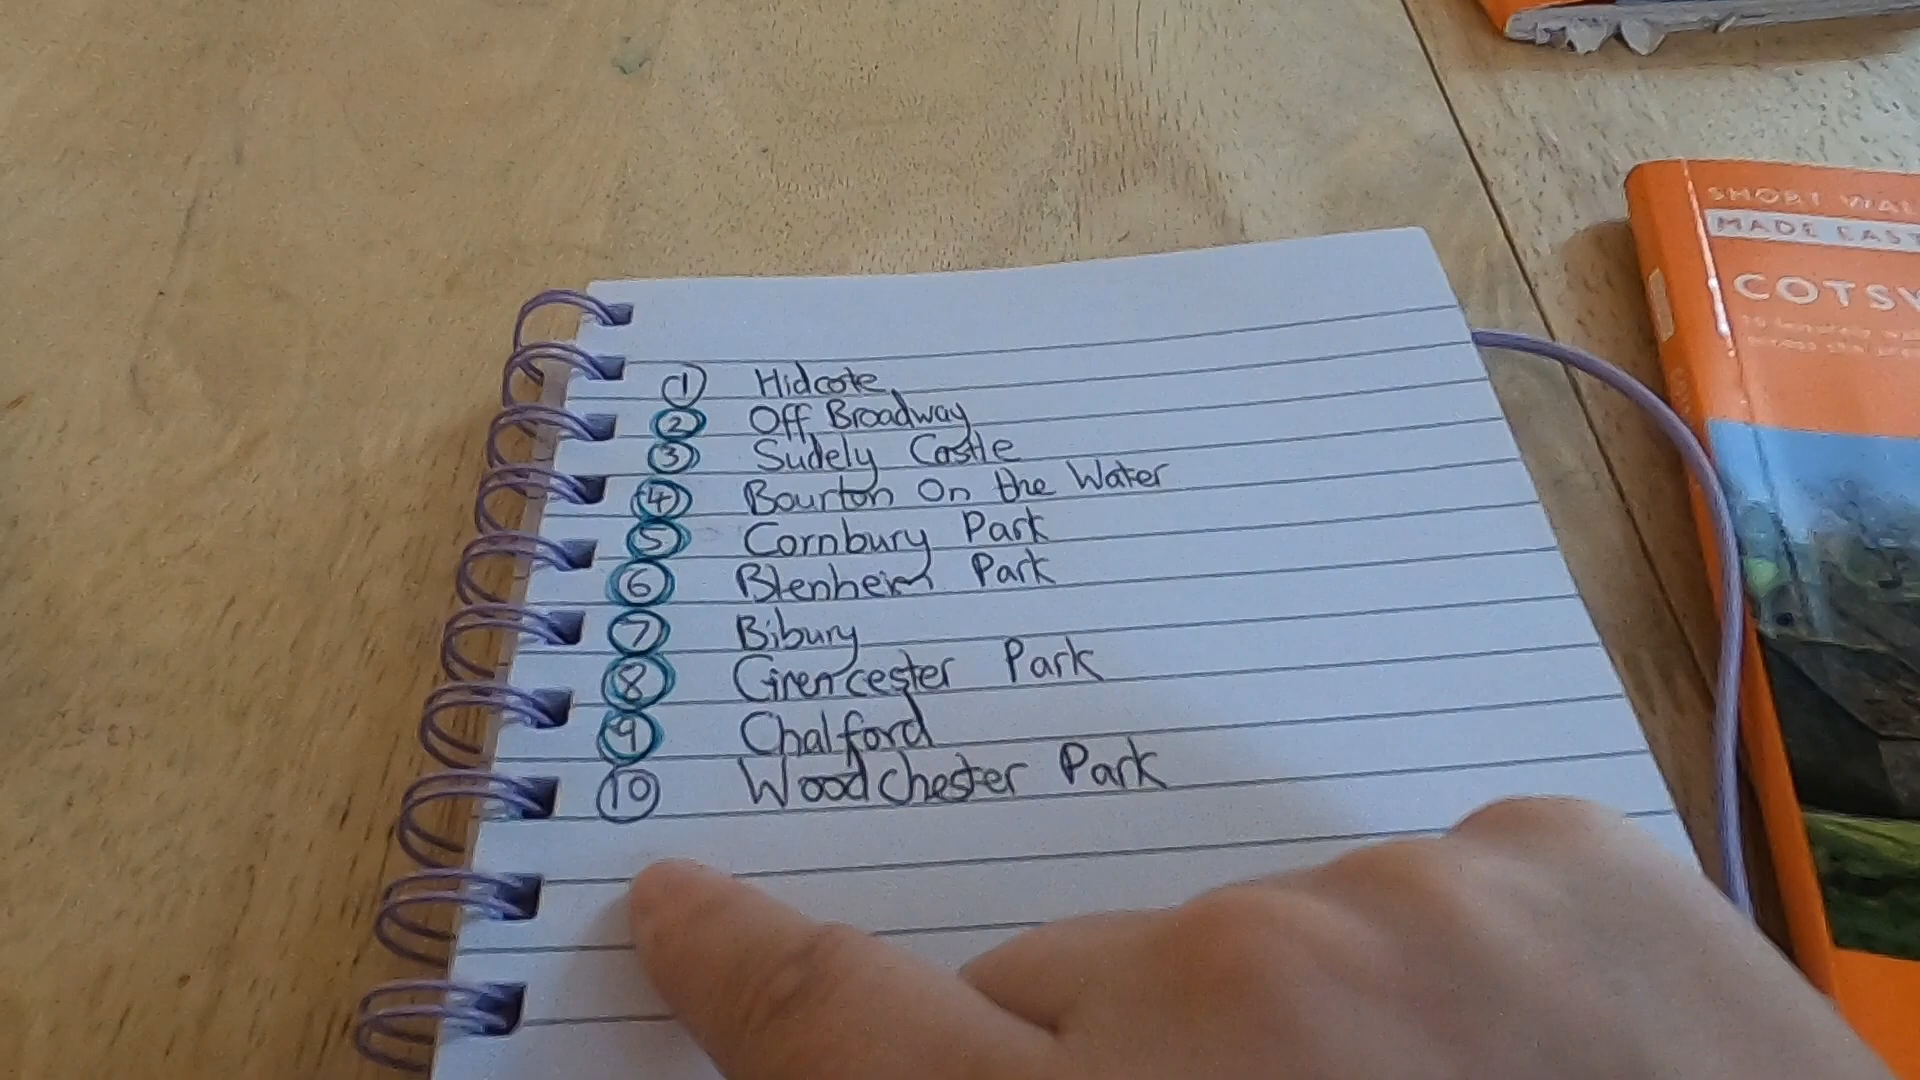 1 Hidcote
2 Off Broadway
3 Sudely Castle
4 Bourton On the Water
5 Cornbury Park
6 Blenheim Park
7 Bibury
8 Cirencester Park
9 Chalford
10 Woodchester Park
SHORT WAL
MADE EASY
COTSW